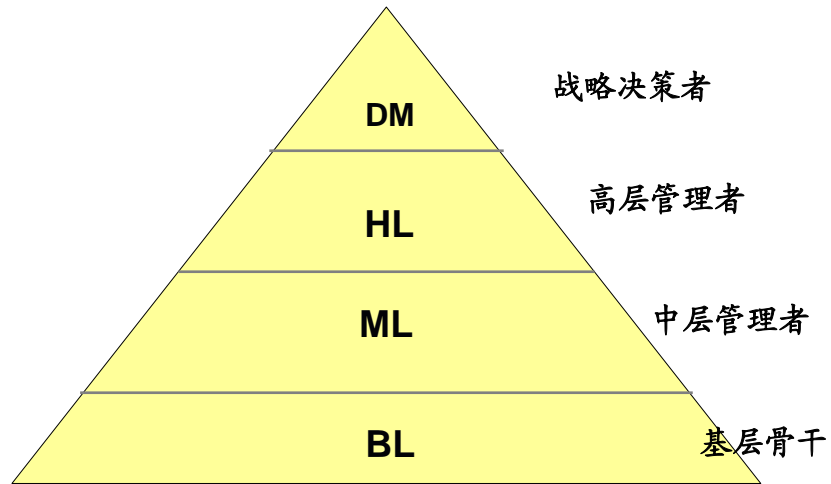 战略决策者
DM
高层管理者
HL
中层管理者
ML
基层骨干
BL